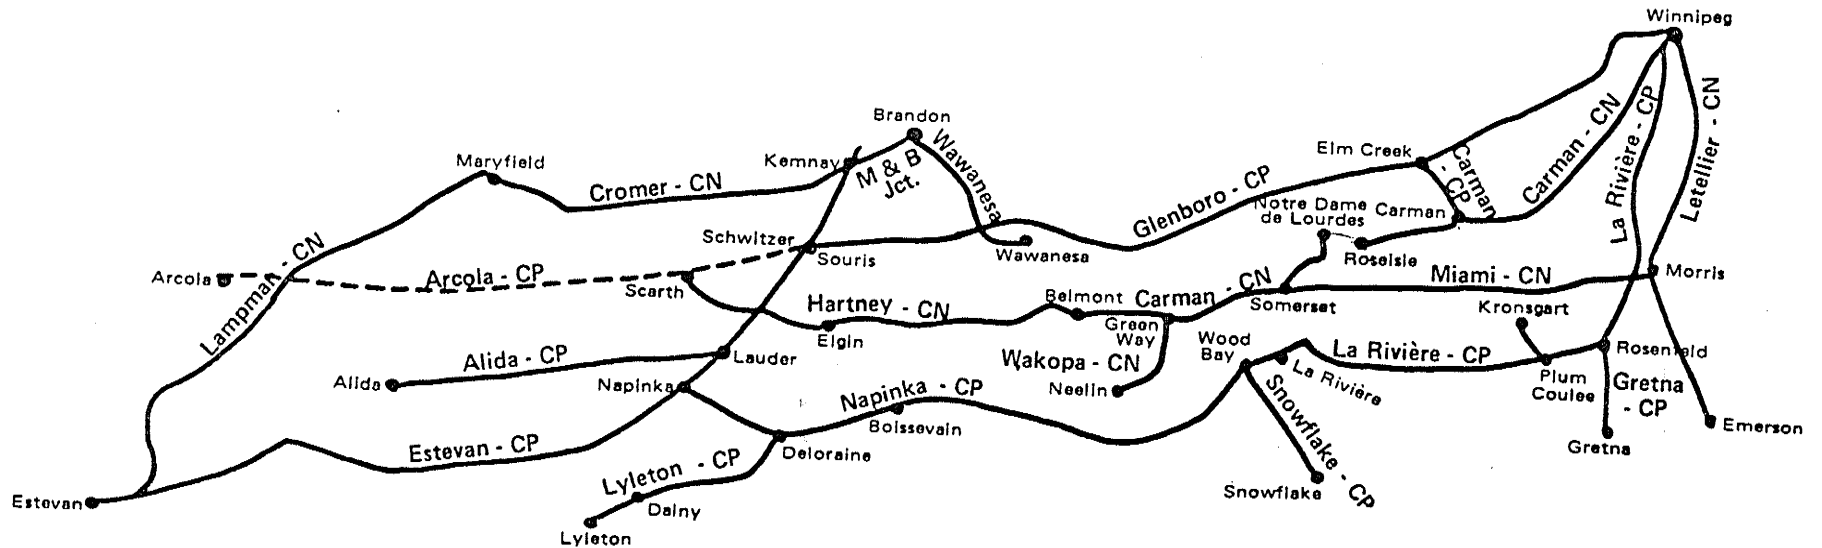 Winnipeg
Brandon
Wawanesa
Kemnay
M & B
Jct.
Maryfield
Cromer - CN
Elm Creek
Carman
- CP
Carman - CN
La Rivière - CP
Letellier - CN
Glenboro - CP
Notre Dame
de Lourdes
Carman
Roseisle
Schwitzer
Souris
Wawanesa
Lampman - CN
Arcola
Arcola - CP
Scarth
Hartney - CN
Elgin
Belmont
Carman - CN
Somerset
Miami - CN
Morris
Kronsgart
Green
Way
Wakopa - CN
Neelin
Wood
Bay
La Rivière
La Rivière - CP
Rosenfeld
Plum
Coulee
Gretna
- CP
Alida - CP
Lauder
Alida
Napinka
Napinka - CP
Boissevain
Snowflake - CP
Snowflake
Gretna
Emerson
Estevan - CP
Deloraine
Lyleton - CP
Dalny
Lyleton
Estevan